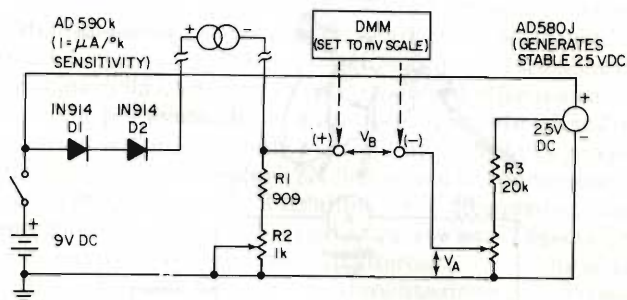 AD 590k
(I = μA/°k
SENSITIVITY)
+
-
DMM
(SET TO mV SCALE)
AD580J
(GENERATES
STABLE 2.5 VDC)
IN914
D1
IN914
D2
(+)
VB
(-)
+
2.5V
DC
-
R1
909
R3
20k
+
9V DC
R2
1k
VA